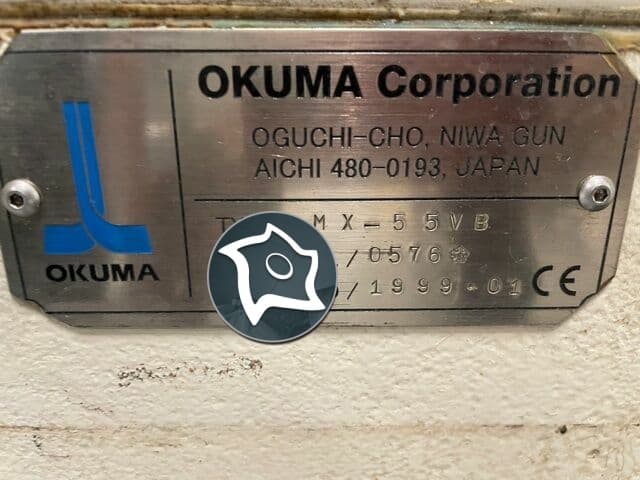 OKUMA Corporation
OGUCHI-CHO, NIWA GUN
AICHI 480-0193, JAPAN
OKUMA
MX-55VB
/0576
/1999-01 CE